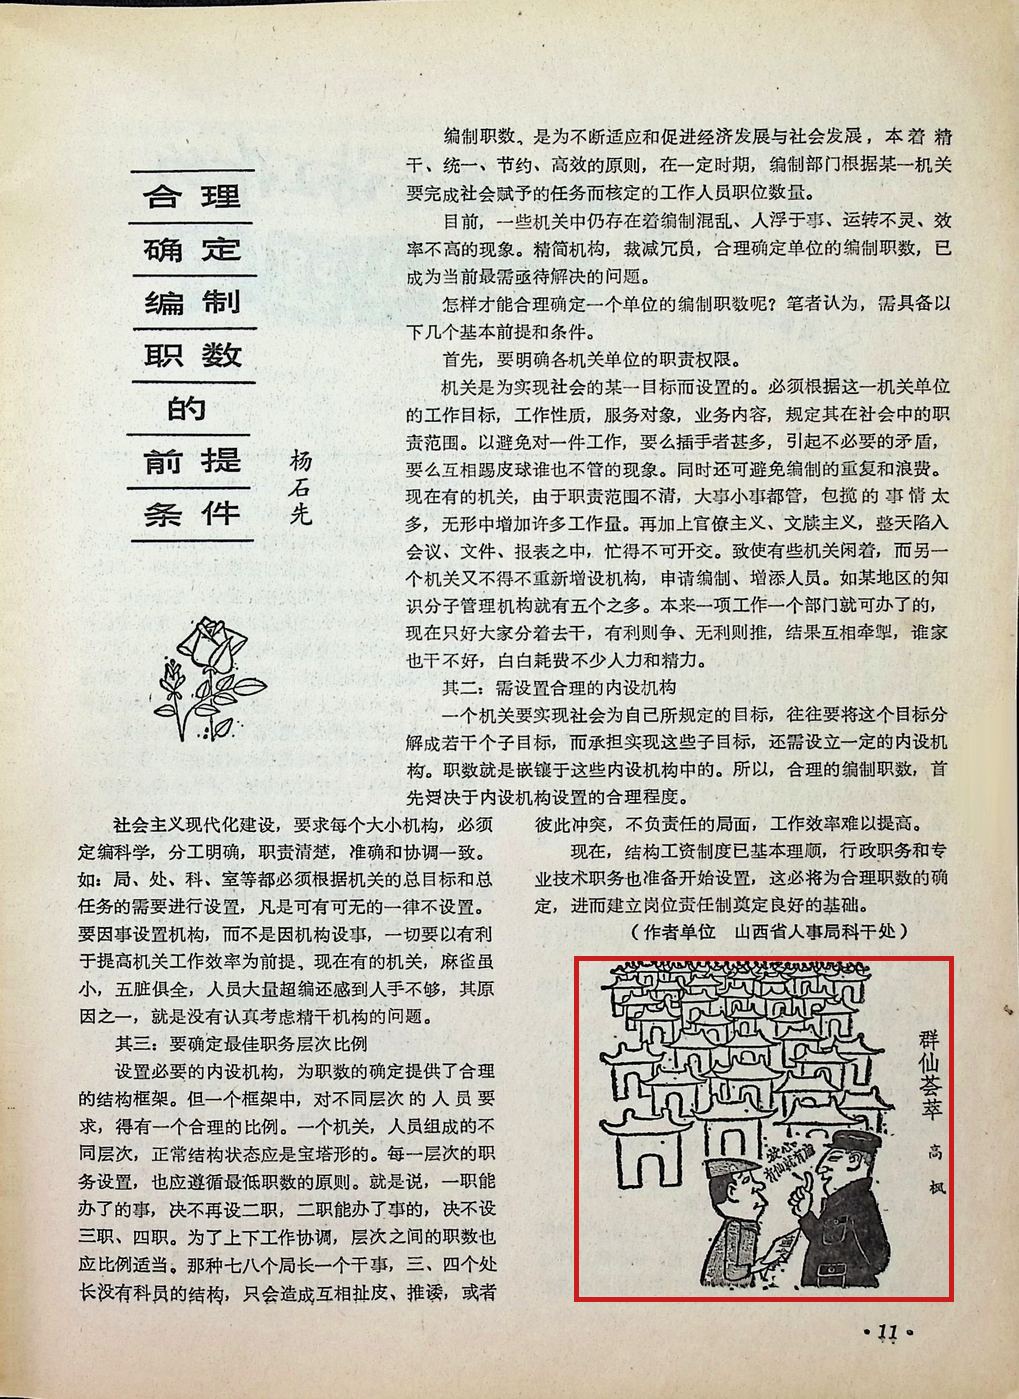 合理
确定
编制
职数
的
前提
条件
杨石先
编制职数、是为不断适应和促进经济发展与社会发展，本着精
干、统一、节约、高效的原则，在一定时期，编制部门根据某一机关
要完成社会赋予的任务而核定的工作人员职位数量。
目前，一些机关中仍存在着编制混乱、人浮于事、运转不灵、效
率不高的现象。精简机构，裁减冗员，合理确定单位的编制职数，已
成为当前最需亟待解决的问题。
怎样才能合理确定一个单位的编制职数呢？笔者认为，需具备以
下几个基本前提和条件。
首先，要明确各机关单位的职责权限。
机关是为实现社会的某一目标而设置的。必须根据这一机关单位
的工作目标，工作性质，服务对象，业务内容，规定其在社会中的职
责范围。以避免对一件工作，要么插手者甚多，引起不必要的矛盾，
要么互相踢皮球谁也不管的现象。同时还可避免编制的重复和浪费。
现在有的机关，由于职责范围不清，大事小事都管，包揽的事情太
多，无形中增加许多工作量。再加上官僚主义、文牍主义，整天陷入
会议、文件、报表之中，忙得不可开交。致使有些机关闲着，而另一
个机关又不得不重新增设机构，申请编制、增添人员。如某地区的知
识分子管理机构就有五个之多。本来一项工作一个部门就可办了的，
现在只好大家分着去干，有利则争、无利则推，结果互相牵掣，谁家
也干不好，白白耗费不少人力和精力。
其二：需设置合理的内设机构
一个机关要实现社会为自己所规定的目标，往往要将这个目标分
解成若干个子目标，而承担实现这些子目标，还需设立一定的内设机
构。职数就是嵌镶于这些内设机构中的。所以，合理的编制职数，首
先要决于内设机构设置的合理程度。
社会主义现代化建设，要求每个大小机构，必须
定编科学，分工明确，职责清楚，准确和协调一致。
如：局、处、科、室等都必须根据机关的总目标和总
任务的需要进行设置，凡是可有可无的一律不设置。
要因事设置机构，而不是因机构设事，一切要以有利
于提高机关工作效率为前提、现在有的机关，麻雀虽
小，五脏俱全，人员大量超编还感到人手不够，其原
因之一，就是没有认真考虑精干机构的问题。
其三：要确定最佳职务层次比例
设置必要的内设机构，为职数的确定提供了合理
的结构框架。但一个框架中，对不同层次的人员要
求，得有一个合理的比例。一个机关，人员组成的不
同层次，正常结构状态应是宝塔形的。每一层次的职
务设置，也应遵循最低职数的原则。就是说，一职能
办了的事，决不再设二职，二职能办了事的，决不设
三职、四职。为了上下工作协调，层次之间的职数也
应比例适当。那种七八个局长一个干事，三、四个处
长没有科员的结构，只会造成互相扯皮、推诿，或者
彼此冲突，不负责任的局面，工作效率难以提高。
现在，结构工资制度已基本理顺，行政职务和专
业技术职务也准备开始设置，这必将为合理职数的确
定，进而建立岗位责任制奠定良好的基础。
（作者单位 山西省人事局科干处）
群仙荟萃
高枫
放心
有仙就有庙
·11·